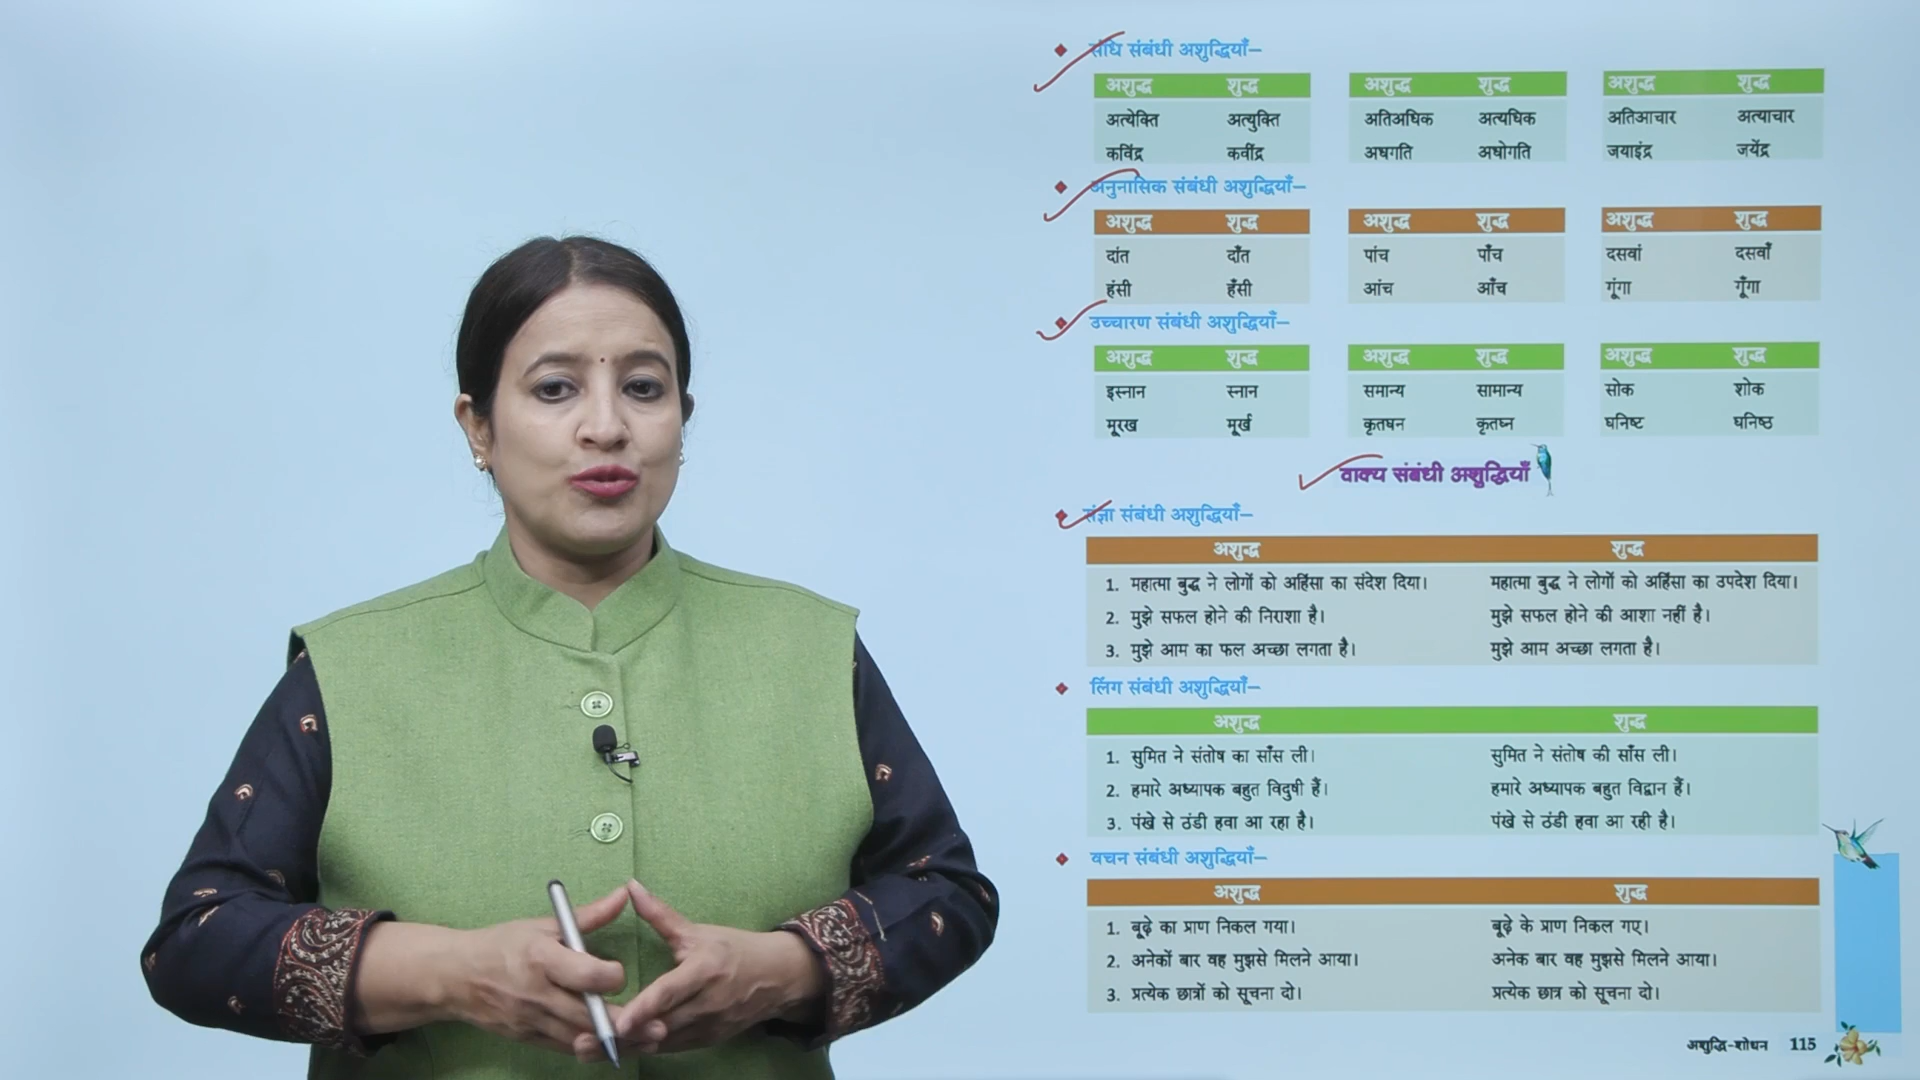 संधि संबंधी अशुद्धियाँ–
अशुद्ध शुद्ध अशुद्ध शुद्ध अशुद्ध शुद्ध
अत्येक्ति अत्युक्ति अतिअधिक अत्यधिक अतिआचार अत्याचार
कविंद्र कवींद्र अधगति अधोगति जयाइंद्र जयेंद्र
अनुनासिक संबंधी अशुद्धियाँ–
अशुद्ध शुद्ध अशुद्ध शुद्ध अशुद्ध शुद्ध
दांत दाँत पांच पाँच दसवां दसवाँ
हंसी हँसी आंच आँच गूंगा गूँगा
उच्चारण संबंधी अशुद्धियाँ–
अशुद्ध शुद्ध अशुद्ध शुद्ध अशुद्ध शुद्ध
इस्नान स्नान समान्य सामान्य सोक शोक
मूरख मूर्ख कृतघन कृतघ्न घनिष्ट घनिष्ठ
वाक्य संबंधी अशुद्धियाँ
संज्ञा संबंधी अशुद्धियाँ–
अशुद्ध शुद्ध
1. महात्मा बुद्ध ने लोगों को अहिंसा का संदेश दिया। महात्मा बुद्ध ने लोगों को अहिंसा का उपदेश दिया।
2. मुझे सफल होने की निराशा है। मुझे सफल होने की आशा नहीं है।
3. मुझे आम का फल अच्छा लगता है। मुझे आम अच्छा लगता है।
लिंग संबंधी अशुद्धियाँ–
अशुद्ध शुद्ध
1. सुमित ने संतोष का साँस ली। सुमित ने संतोष की साँस ली।
2. हमारे अध्यापक बहुत विदुषी हैं। हमारे अध्यापक बहुत विद्वान हैं।
3. पंखे से ठंडी हवा आ रहा है। पंखे से ठंडी हवा आ रही है।
वचन संबंधी अशुद्धियाँ–
अशुद्ध शुद्ध
1. बूढ़े का प्राण निकल गया। बूढ़े के प्राण निकल गए।
2. अनेकों बार वह मुझसे मिलने आया। अनेक बार वह मुझसे मिलने आया।
3. प्रत्येक छात्रों को सूचना दो। प्रत्येक छात्र को सूचना दो।
अशुद्धि-शोधन 115